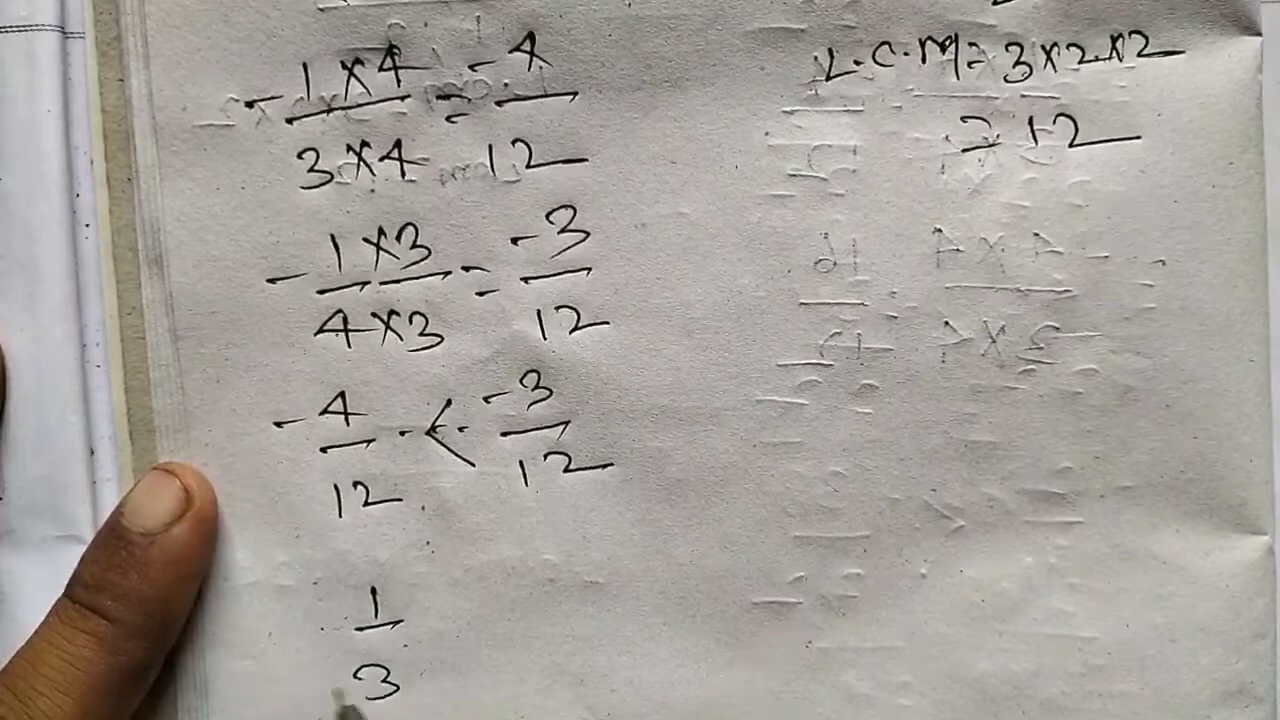 L.C.M = 3×2×2
= 12
- 1×4/3×4 = -4/12
- 1×3/4×3 = -3/12
- 4/12 < -3/12
1/3